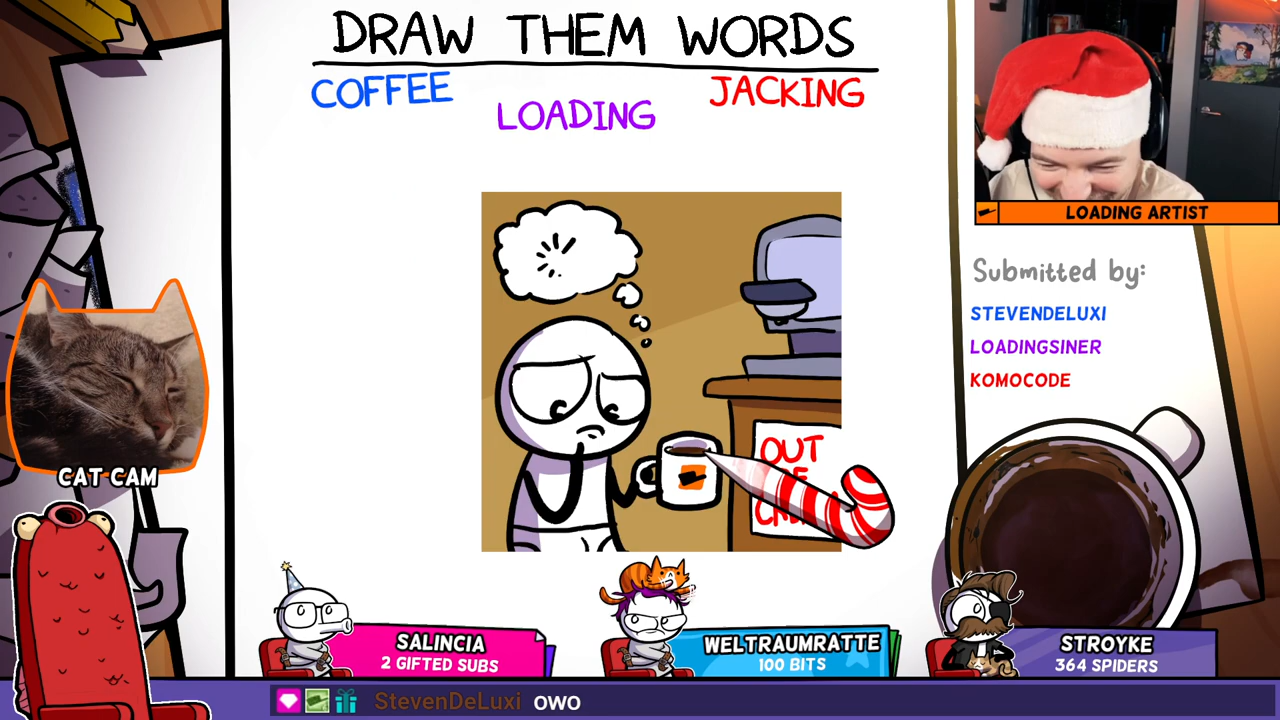 DRAW THEM WORDS
COFFEE
LOADING
JACKING
LOADING ARTIST
Submitted by:
STEVENDELUXI
LOADINGSINER
KOMOCODE
OUT
CAT CAM
SALINCIA
2 GIFTED SUBS
WELTRAUMRATTE
100 BITS
STROYKE
364 SPIDERS
StevenDeLuxi owo